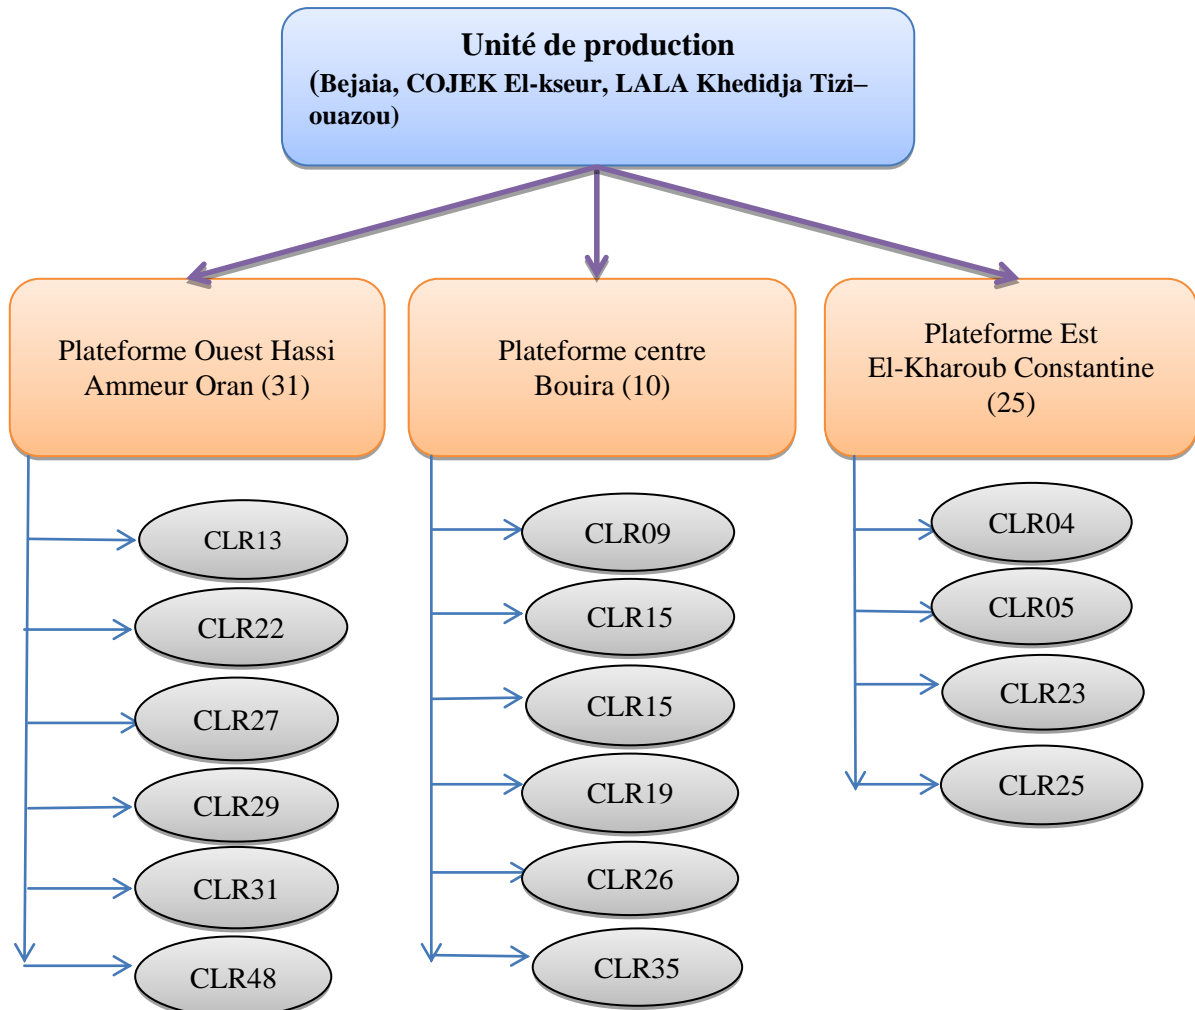 Unité de production
(Bejaia, COJEK El-kseur, LALA Khedidja Tizi–
ouazou)
Plateforme Ouest Hassi
Ammeur Oran (31)
Plateforme centre
Bouira (10)
Plateforme Est
El-Kharoub Constantine
(25)
CLR13
CLR22
CLR27
CLR29
CLR31
CLR48
CLR09
CLR15
CLR15
CLR19
CLR26
CLR35
CLR04
CLR05
CLR23
CLR25